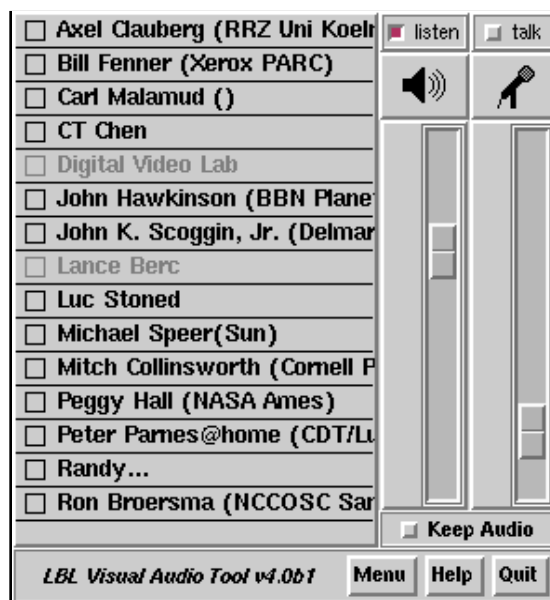 Axel Clauberg (RRZ Uni Koeln
Bill Fenner (Xerox PARC)
Carl Malamud ()
CT Chen
Digital Video Lab
John Hawkinson (BBN Plane
John K. Scoggin, Jr. (Delmar
Lance Berc
Luc Stoned
Michael Speer(Sun)
Mitch Collinsworth (Cornell P
Peggy Hall (NASA Ames)
Peter Parnes@home (CDT/Lu
Randy...
Ron Broersma (NCCOSC San
listen
talk
Keep Audio
LBL Visual Audio Tool v4.0b1
Menu
Help
Quit